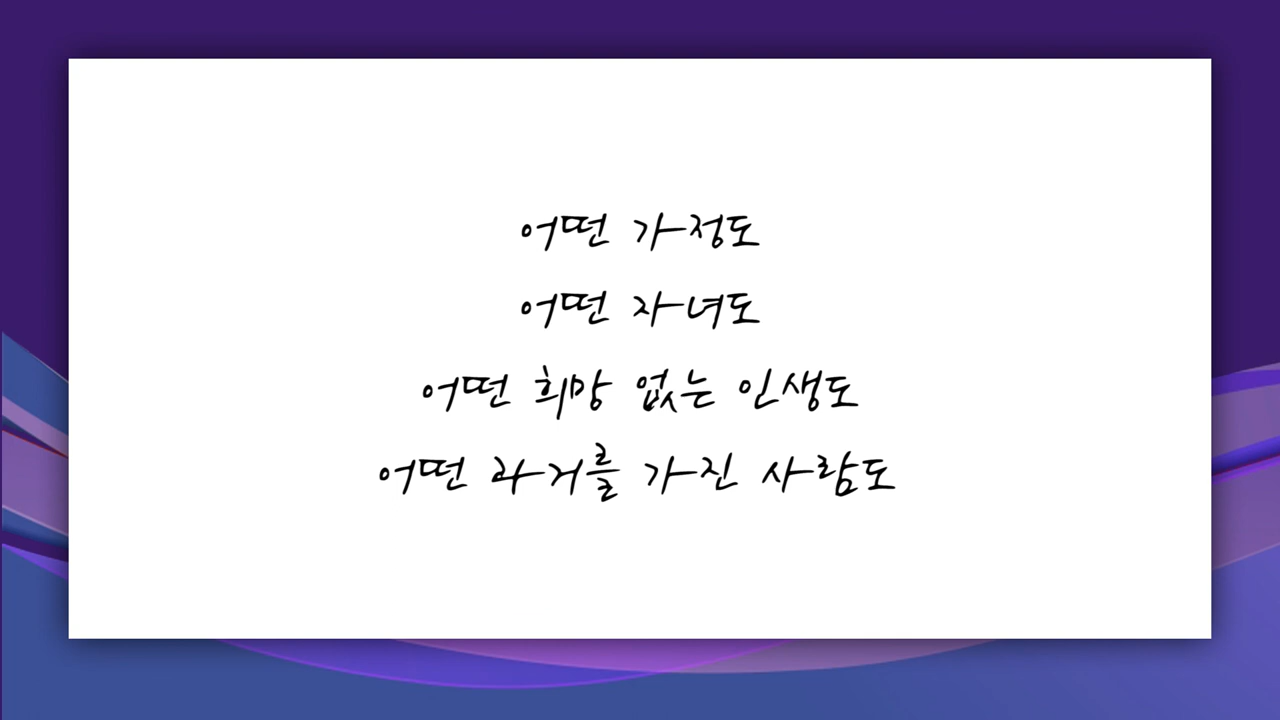 어떤 가정도
어떤 자녀도
어떤 희망 없는 인생도
어떤 과거를 가진 사람도